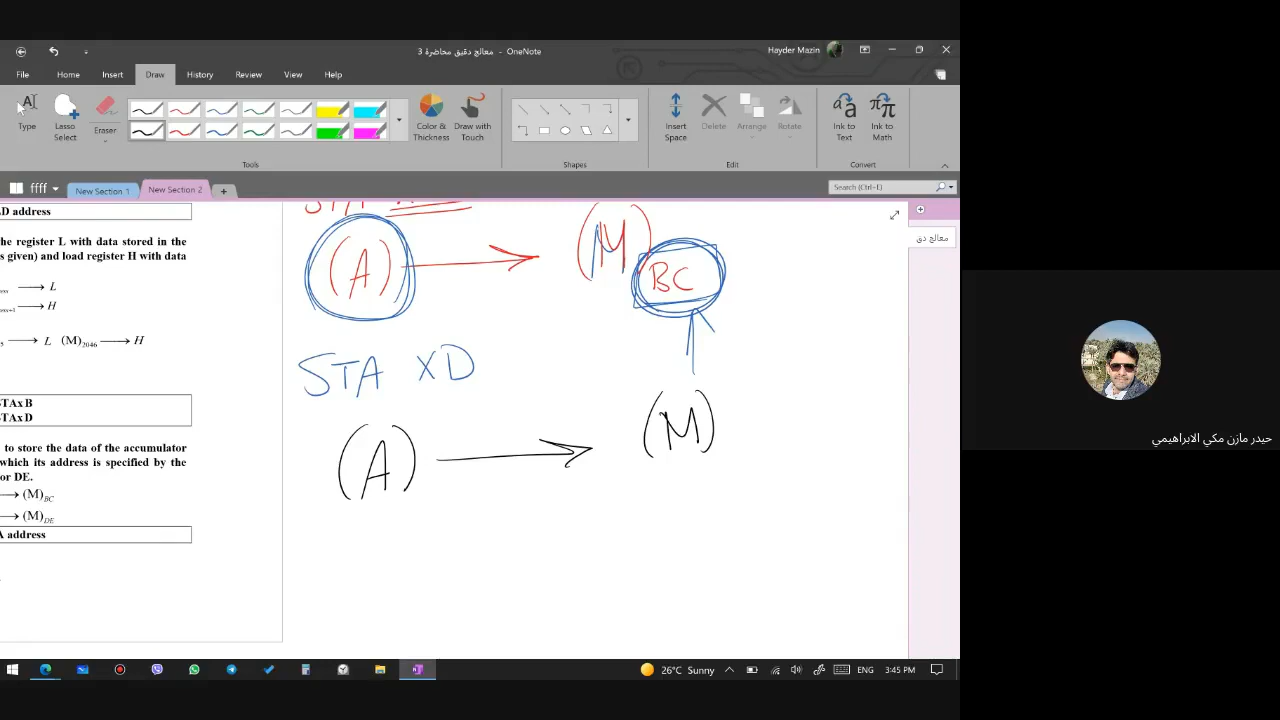 معالج دقيق محاضرة 3 - OneNote
Hayder Mazin
File Home Insert Draw History Review View Help
Type
Lasso Select
Eraser
Color & Thickness
Draw with Touch
Insert Space
Delete
Arrange
Rotate
Ink to Text
Ink to Math
Tools
Shapes
Edit
Convert
ffff
New Section 1
New Section 2
Search (Ctrl+E)
معالج دق
D address
he register L with data stored in the
s given) and load register H with data
→ L
→ H
→ L (M)2046 → H
STAx B
STAx D
to store the data of the accumulator
which its address is specified by the
or DE.
→ (M)BC
→ (M)DE
A address
STA
(A) → (M)
BC
STA XD
(A) → (M)
حيدر مازن مكي الابراهيمي
26°C Sunny
ENG
3:45 PM